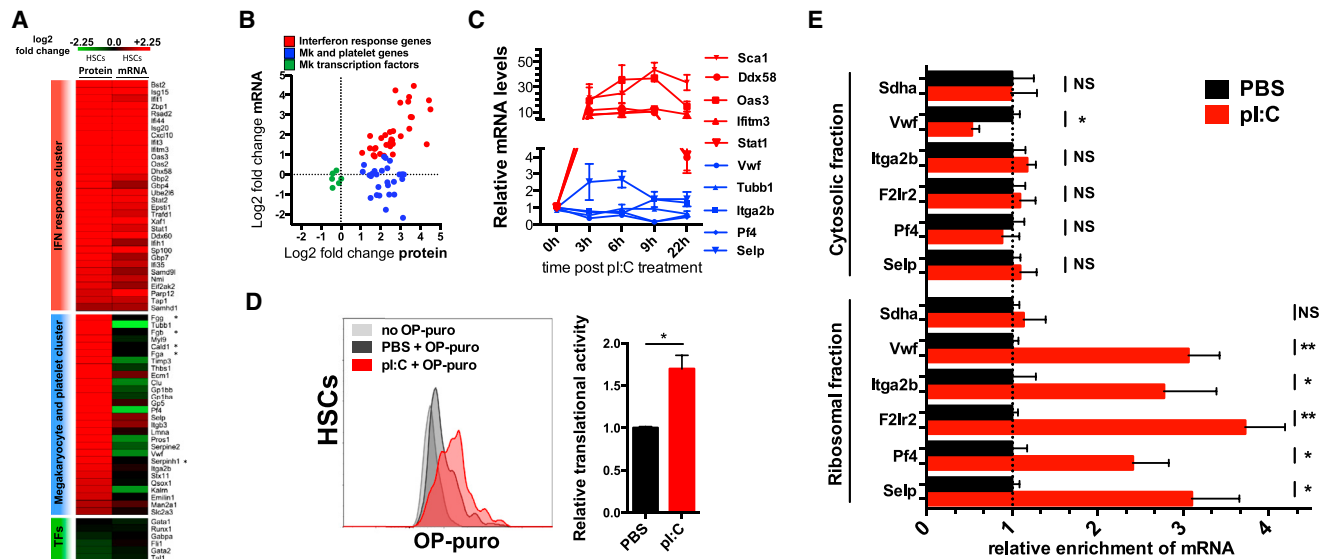 A
log2
fold change
-2.25 0.0 +2.25
HSCs HSCs
Protein mRNA
IFN response cluster
Bst2
Isg15
Ifit1
Zbp1
Rsad2
Ifi44
Isg20
Cxcl10
Ifit3
Ifitm3
Oas3
Oas2
Dhx58
Gbp2
Gbp4
Ube2l6
Stat2
Epsti1
Trafd1
Xaf1
Stat1
Ddx60
Ifih1
Sp100
Gbp7
Ifi35
Samd9l
Nmi
Eif2ak2
Parp12
Tap1
Samhd1
Megakaryocyte and platelet cluster
Fgg *
Tubb1
Fgb *
Myl9
Cald1 *
Fga *
Timp3
Thbs1
Ecm1
Clu
Gp1bb
Gp1ba
Gp5
Pf4
Selp
Itgb3
Lmna
Pros1
Serpine2
Vwf
Serpinh1 *
Itga2b
Stx11
Qsox1
Kalrn
Emilin1
Man2a1
Slc2a3
TFs
Gata1
Runx1
Gabpa
Fli1
Gata2
Tal1
B
Interferon response genes
Mk and platelet genes
Mk transcription factors
Log2 fold change mRNA
5
4
3
2
1
0
-1
-2
-2 -1 0 1 2 3 4 5
Log2 fold change protein
C
Relative mRNA levels
50
40
30
20
10
4
3
2
1
0
0h 3h 6h 9h 22h
time post pI:C treatment
Sca1
Ddx58
Oas3
Ifitm3
Stat1
Vwf
Tubb1
Itga2b
Pf4
Selp
D
no OP-puro
PBS + OP-puro
pI:C + OP-puro
HSCs
OP-puro
Relative translational activity
2.0
1.5
1.0
0.5
0.0
*
PBS pI:C
E
PBS
pI:C
Cytosolic fraction
Sdha NS
Vwf *
Itga2b NS
F2lr2 NS
Pf4 NS
Selp NS
Ribosomal fraction
Sdha NS
Vwf **
Itga2b *
F2lr2 **
Pf4 *
Selp *
0 1 2 3 4
relative enrichment of mRNA